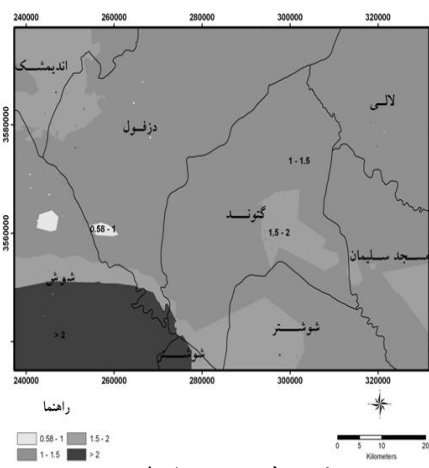 240000 260000 280000 300000 320000
اندیمشک
لالی
3580000
دزفول
1 - 1.5
گتوند
0.58 - 1
3560000
1.5 - 2
مسجد سلیمان
شوش
شوشتر
> 2
شوشتر
240000 260000 280000 300000 320000
راهنما
0.58 - 1 1.5 - 2
1 - 1.5 > 2
0 5 10 20
Kilometers